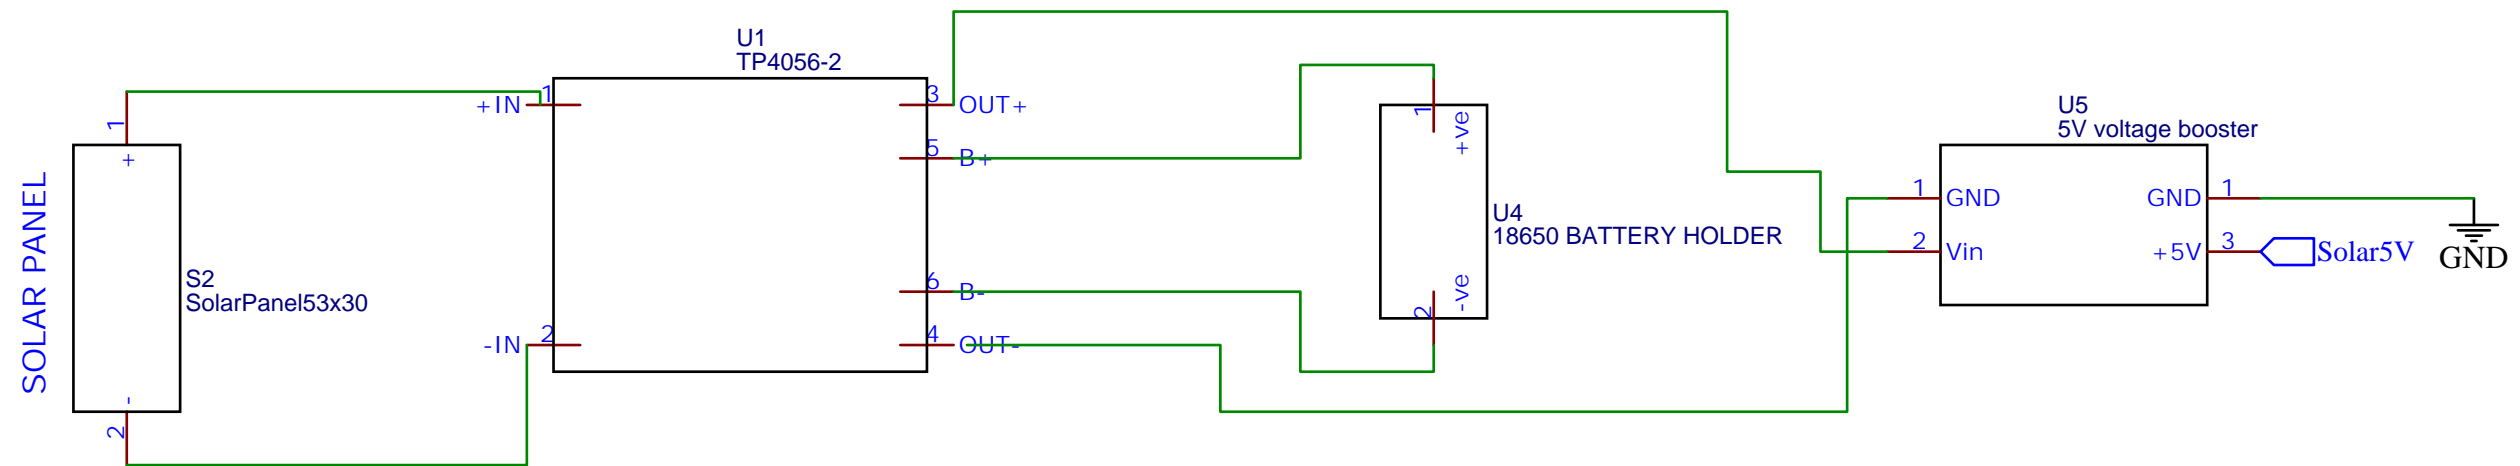 SOLAR PANEL
1
+
-
2
S2
SolarPanel53x30
U1
TP4056-2
+IN
1
-IN
2
3
OUT+
5
B+
6
B-
4
OUT-
1
+ve
U4
18650 BATTERY HOLDER
2
-ve
U5
5V voltage booster
1
GND
2
Vin
GND
1
+5V
3
Solar5V
GND